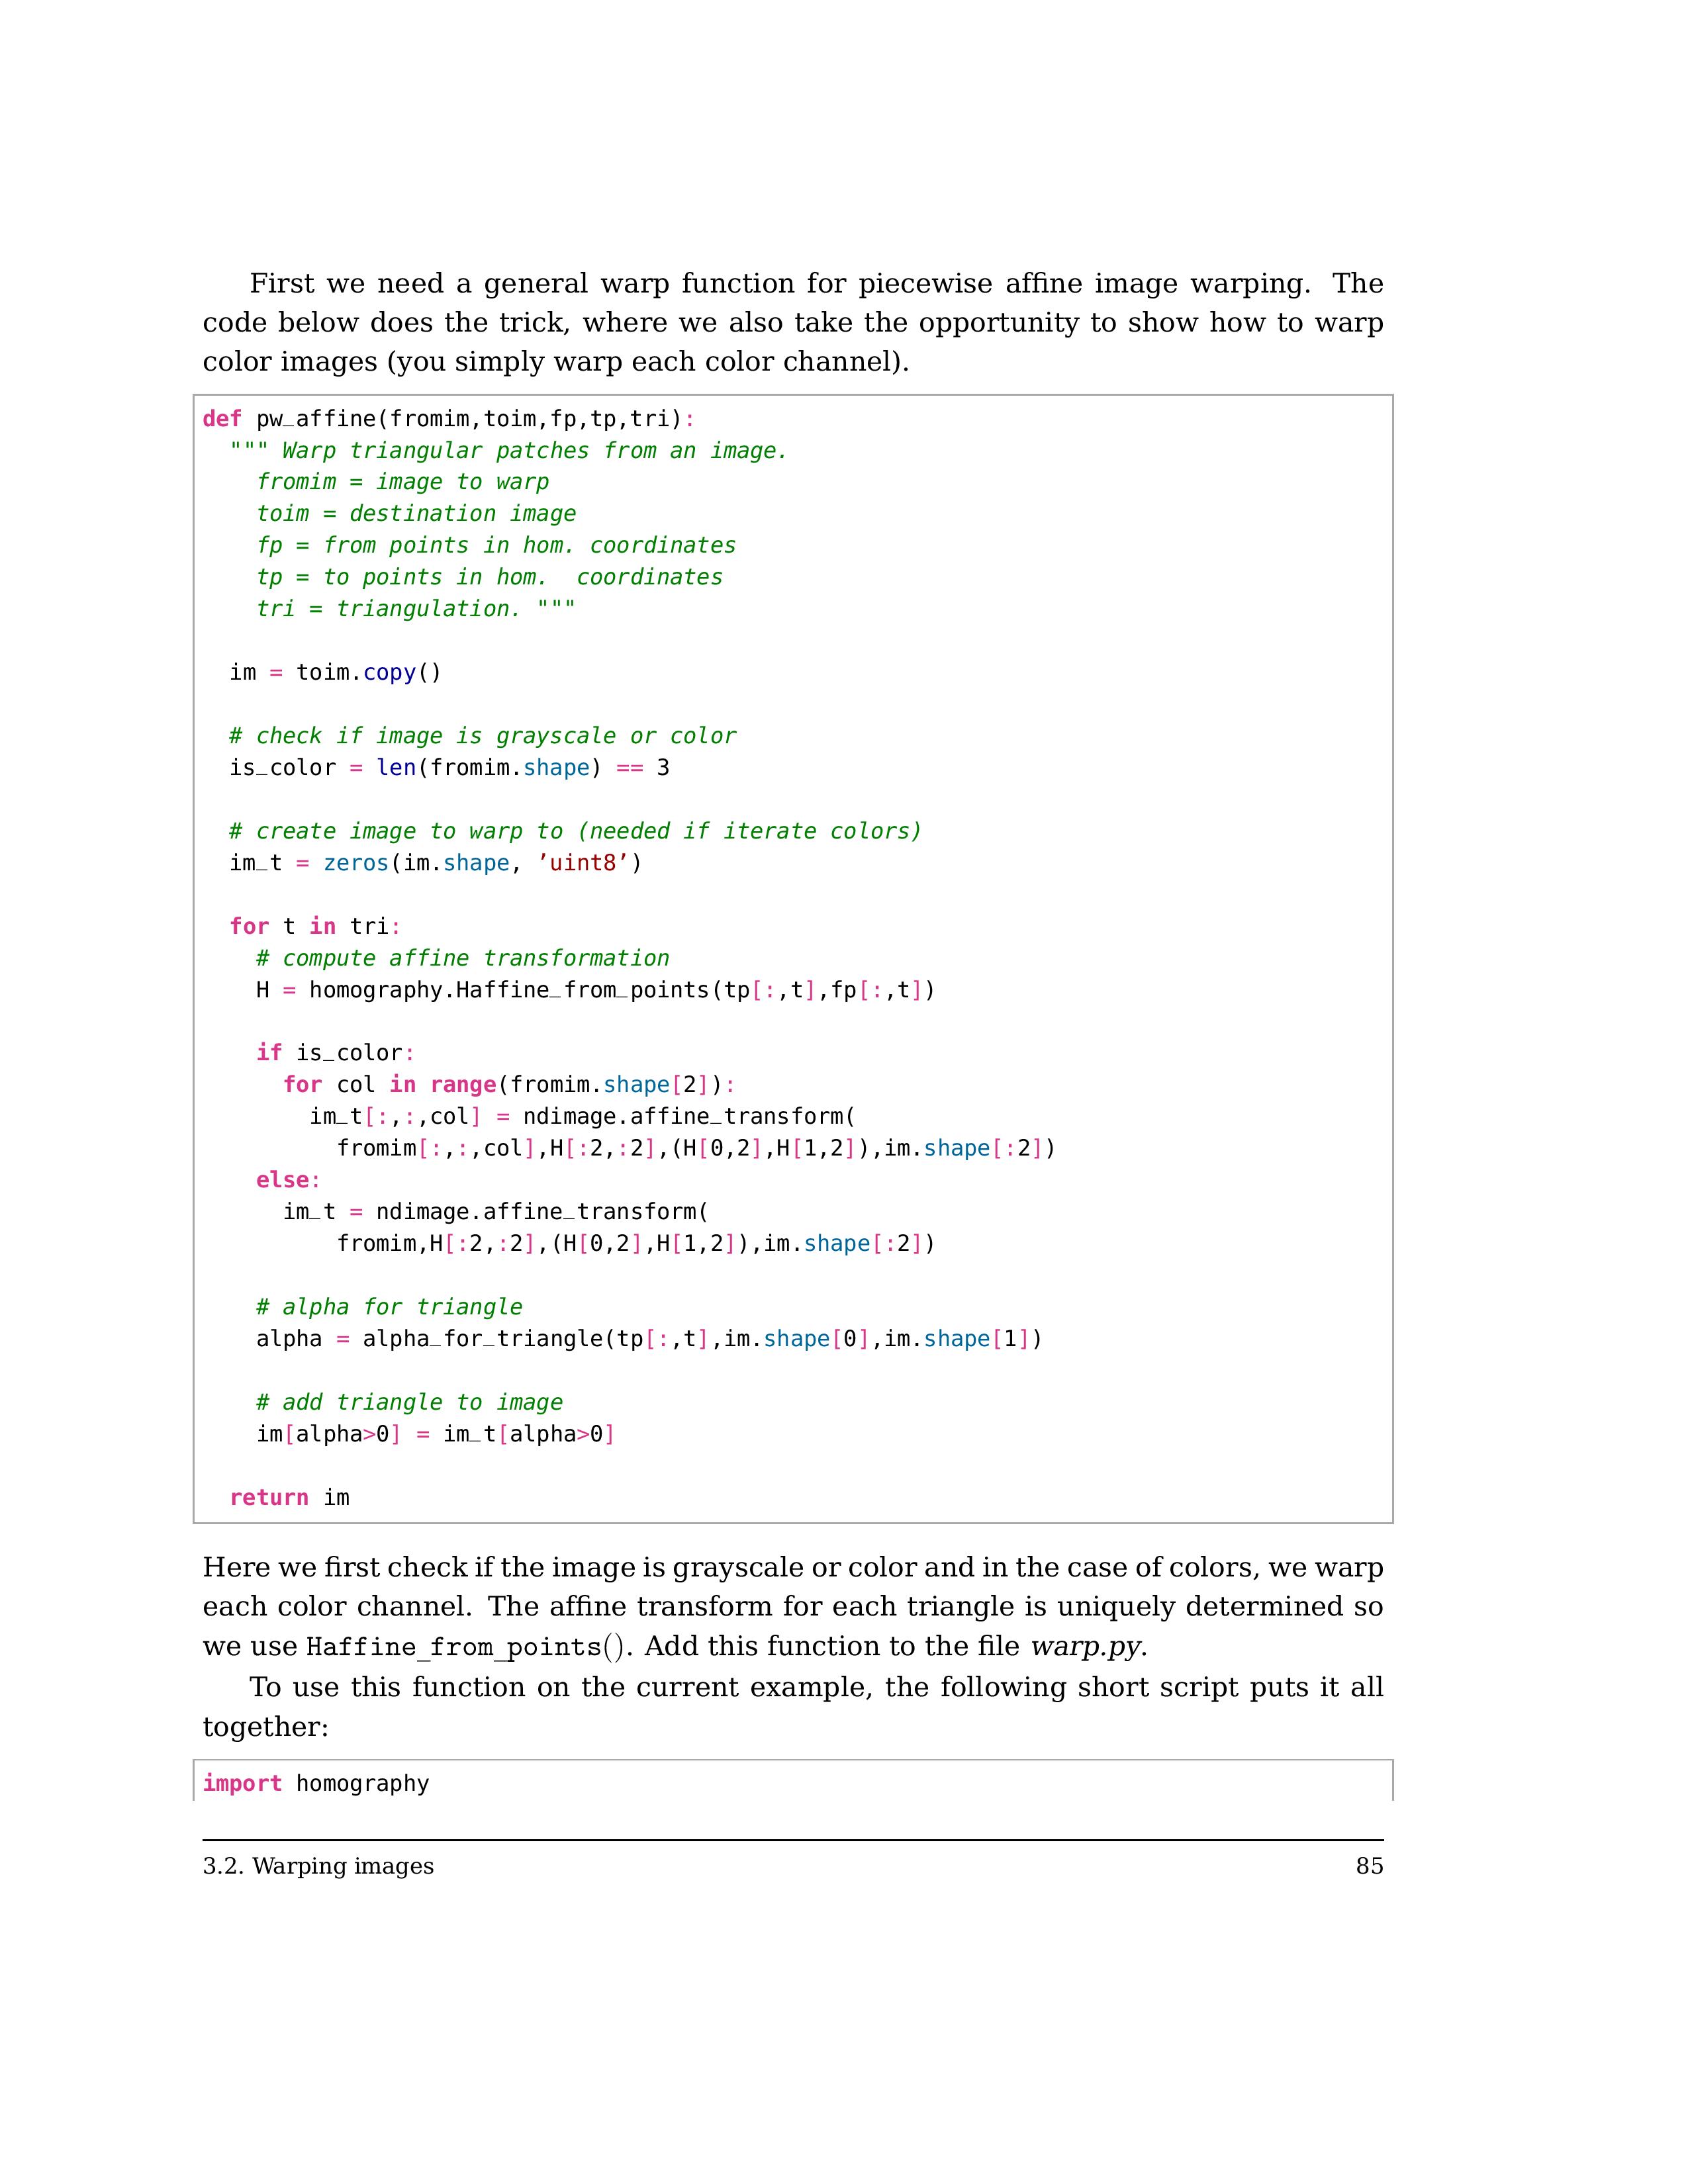 First we need a general warp function for piecewise affine image warping. The
code below does the trick, where we also take the opportunity to show how to warp
color images (you simply warp each color channel).
def pw_affine(fromim,toim,fp,tp,tri):
  """ Warp triangular patches from an image.
    fromim = image to warp
    toim = destination image
    fp = from points in hom. coordinates
    tp = to points in hom.  coordinates
    tri = triangulation. """

  im = toim.copy()

  # check if image is grayscale or color
  is_color = len(fromim.shape) == 3

  # create image to warp to (needed if iterate colors)
  im_t = zeros(im.shape, ’uint8’)

  for t in tri:
    # compute affine transformation
    H = homography.Haffine_from_points(tp[:,t],fp[:,t])

    if is_color:
      for col in range(fromim.shape[2]):
        im_t[:,:,col] = ndimage.affine_transform(
          fromim[:,:,col],H[:2,:2],(H[0,2],H[1,2]),im.shape[:2])
    else:
      im_t = ndimage.affine_transform(
          fromim,H[:2,:2],(H[0,2],H[1,2]),im.shape[:2])

    # alpha for triangle
    alpha = alpha_for_triangle(tp[:,t],im.shape[0],im.shape[1])

    # add triangle to image
    im[alpha>0] = im_t[alpha>0]

  return im
Here we first check if the image is grayscale or color and in the case of colors, we warp
each color channel. The affine transform for each triangle is uniquely determined so
we use Haffine_from_points(). Add this function to the file warp.py.
To use this function on the current example, the following short script puts it all
together:
import homography
3.2. Warping images 85